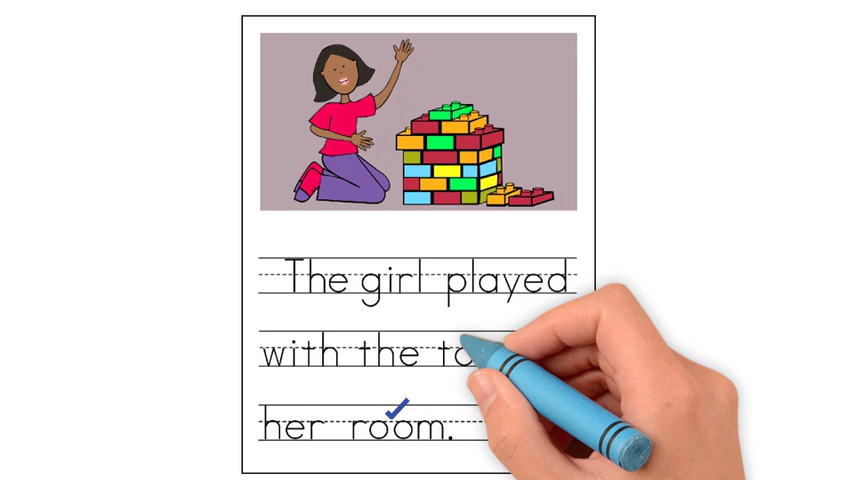 The girl played
with the
her room.